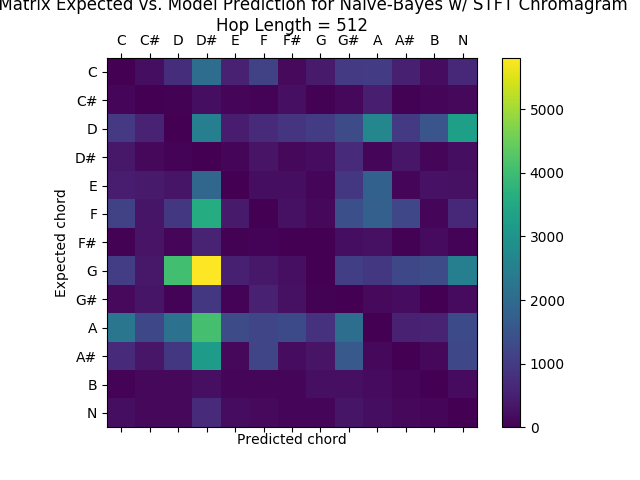 Matrix Expected vs. Model Prediction for Naive-Bayes w/ STFT Chromagram
Hop Length = 512
C C# D D# E F F# G G# A A# B N
C
C#
D
D#
E
F
F#
G
G#
A
A#
B
N
Expected chord
Predicted chord
5000
4000
3000
2000
1000
0